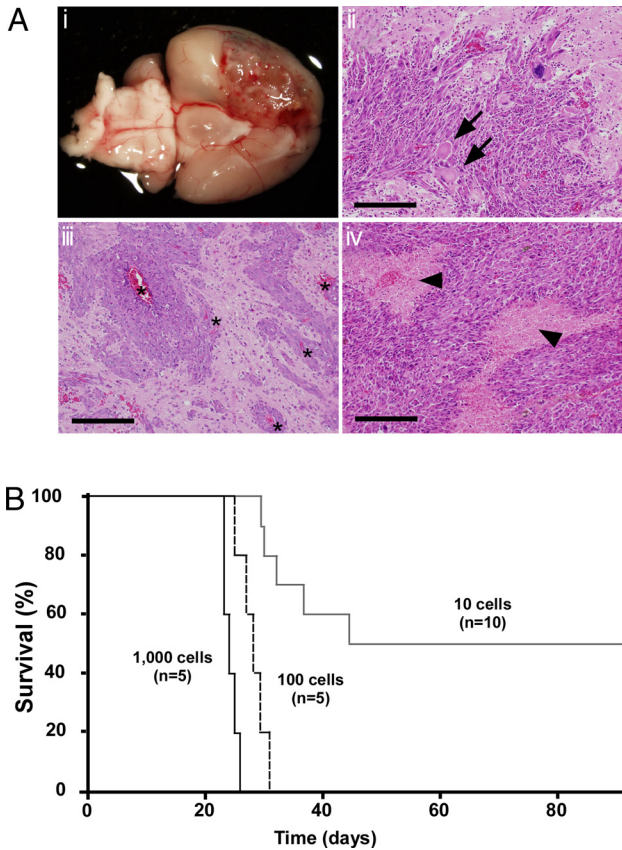 A
i
ii
iii
iv
*
*
*
*
*
B
Survival (%)
100
80
60
40
20
0
1,000 cells
(n=5)
100 cells
(n=5)
10 cells
(n=10)
0
20
40
60
80
Time (days)